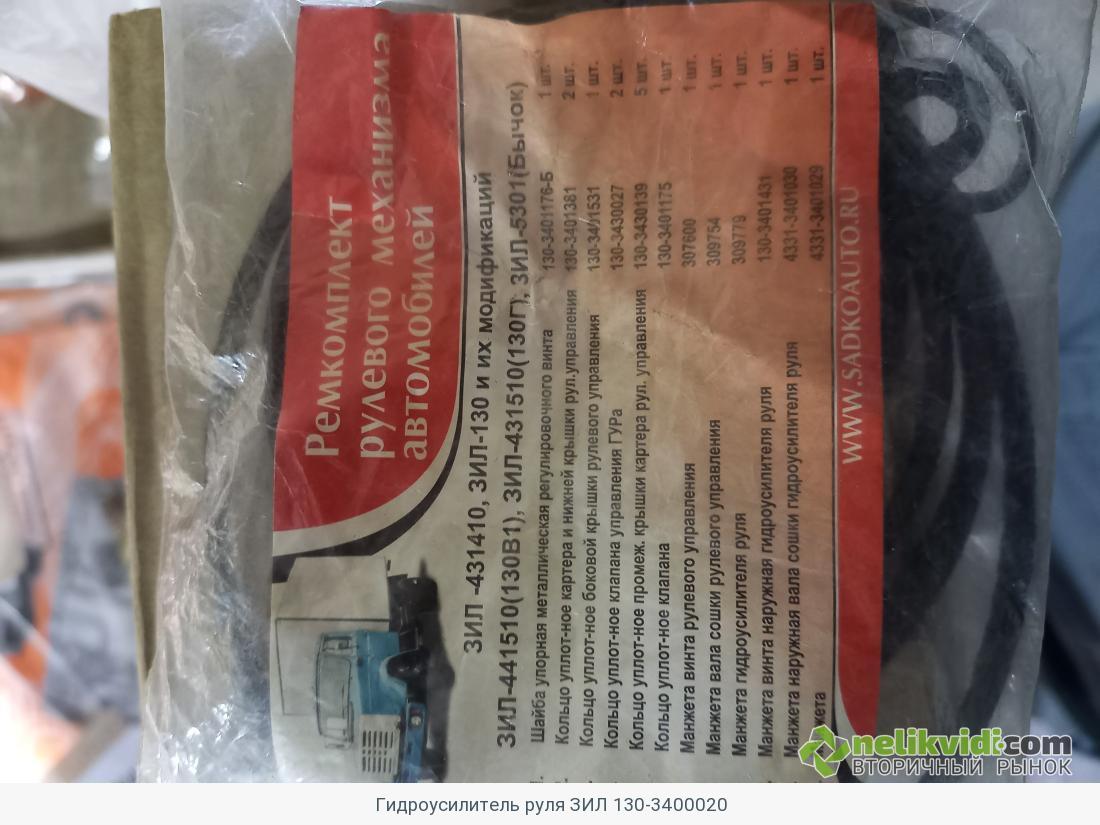 Ремкомплект
рулевого механизма
автомобилей
ЗИЛ -431410, ЗИЛ-130 и их модификаций
ЗИЛ-441510(130В1), ЗИЛ-431510(130Г), ЗИЛ-5301(Бычок)
Шайба упорная металлическая регулировочного винта 130-3401176-Б 1 шт.
Кольцо уплот-ное картера и нижней крышки рул.управления 130-3401381 2 шт.
Кольцо уплот-ное боковой крышки рулевого управления 130-3401531 1 шт.
Кольцо уплот-ное клапана управления ГУРа 130-3430027 2 шт.
Кольцо уплот-ное промеж. крышки картера рул. управления 130-3430139 5 шт.
Кольцо уплот-ное клапана 130-3401175 1 шт.
Манжета винта рулевого управления 307600 1 шт.
Манжета вала сошки рулевого управления 309754 1 шт.
Манжета гидроусилителя руля 309779 1 шт.
Манжета винта наружная гидроусилителя руля 130-3401431 1 шт.
Манжета наружная вала сошки гидроусилителя руля 4331-3401030 1 шт.
4331-3401029 1 шт.
WWW.SADKOAUTO.RU
nelikvidi.com
ВТОРИЧНЫЙ РЫНОК
Гидроусилитель руля ЗИЛ 130-3400020